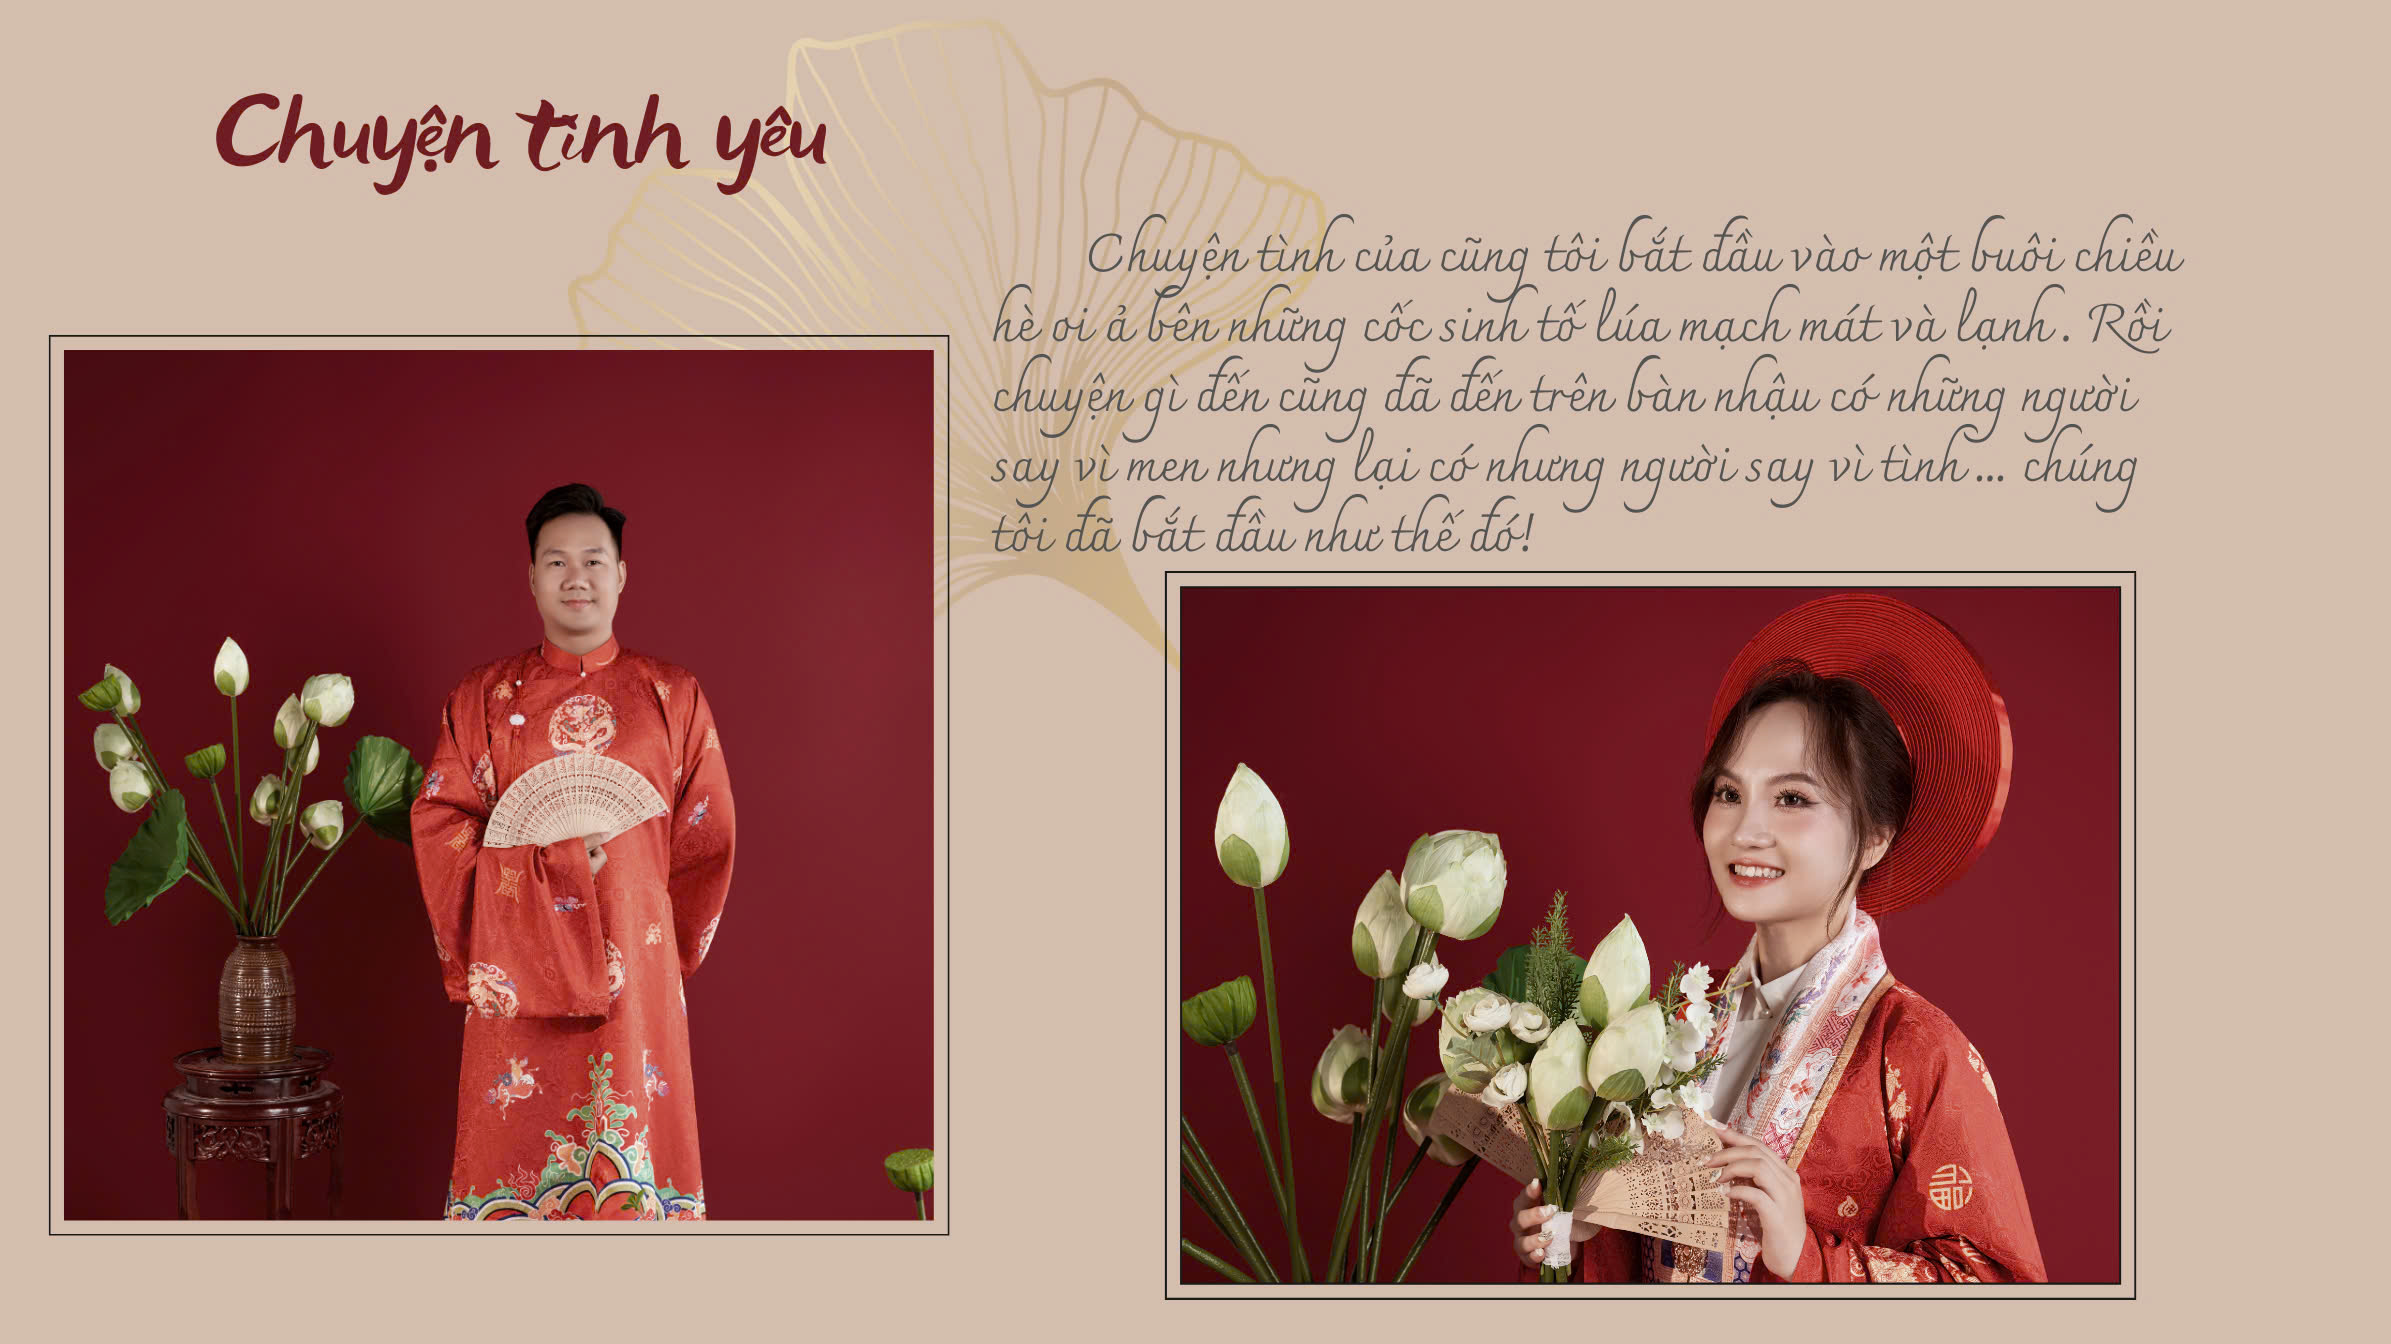 Chuyện tình yêu
Chuyện tình của cũng tôi bắt đầu vào một buôi chiều
hè oi ả bên những cốc sinh tố lúa mạch mát và lạnh . Rồi
chuyện gì đến cũng đã đến trên bàn nhậu có những người
say vì men nhưng lại có nhưng người say vì tình ... chúng
tôi đã bắt đầu như thế đó!